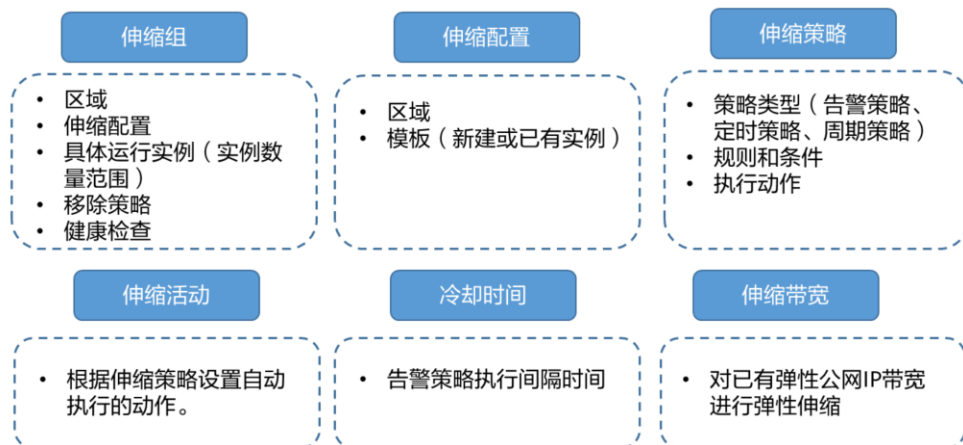 伸缩组
• 区域
• 伸缩配置
• 具体运行实例（实例数
量范围）
• 移除策略
• 健康检查
伸缩配置
• 区域
• 模板（新建或已有实例）
伸缩策略
• 策略类型（告警策略、
定时策略、周期策略）
• 规则和条件
• 执行动作
伸缩活动
• 根据伸缩策略设置自动
执行的动作。
冷却时间
• 告警策略执行间隔时间
伸缩带宽
• 对已有弹性公网IP带宽
进行弹性伸缩